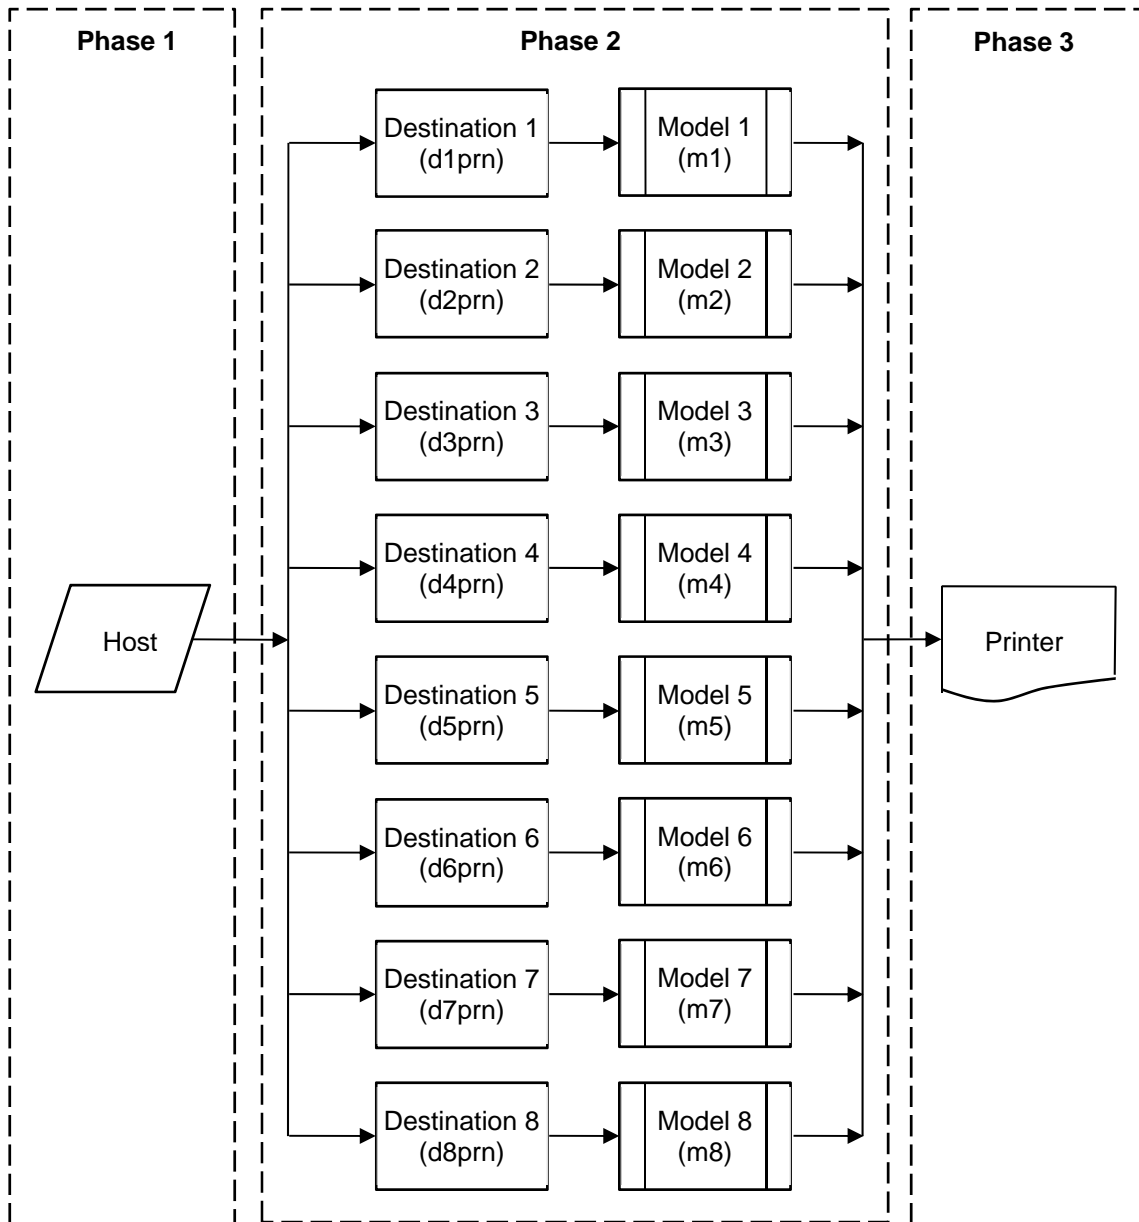 Phase 1
Phase 2
Phase 3
Destination 1
(d1prn)
Model 1
(m1)
Destination 2
(d2prn)
Model 2
(m2)
Destination 3
(d3prn)
Model 3
(m3)
Destination 4
(d4prn)
Model 4
(m4)
Host
Printer
Destination 5
(d5prn)
Model 5
(m5)
Destination 6
(d6prn)
Model 6
(m6)
Destination 7
(d7prn)
Model 7
(m7)
Destination 8
(d8prn)
Model 8
(m8)